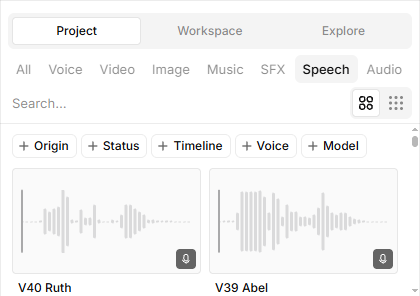 Project Workspace Explore
All Voice Video Image Music SFX Speech Audio
Search...
+ Origin + Status + Timeline + Voice + Model
V40 Ruth V39 Abel